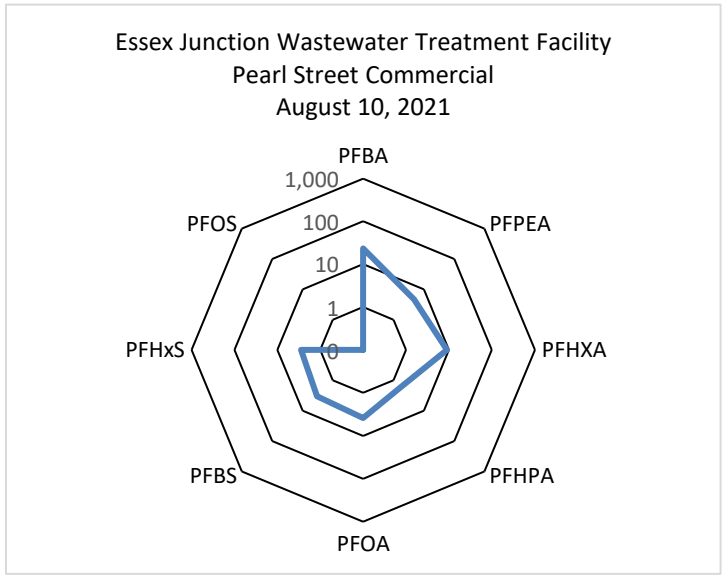 Essex Junction Wastewater Treatment Facility
Pearl Street Commercial
August 10, 2021
PFBA
1,000
PFOS
PFPEA
100
10
1
PFHxS
0
PFHXA
PFBS
PFHPA
PFOA